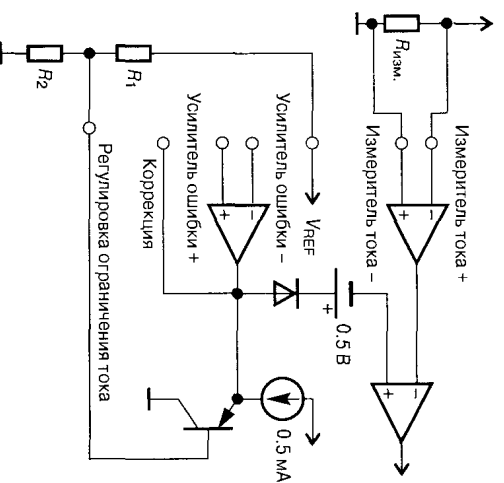 Измеритель тока +
Измеритель тока –
Rизм.
+
–
+
–
0.5 В
+
0.5 мА
VREF
Усилитель ошибки –
Усилитель ошибки +
Коррекция
–
+
R1
R2
Регулировка ограничения тока